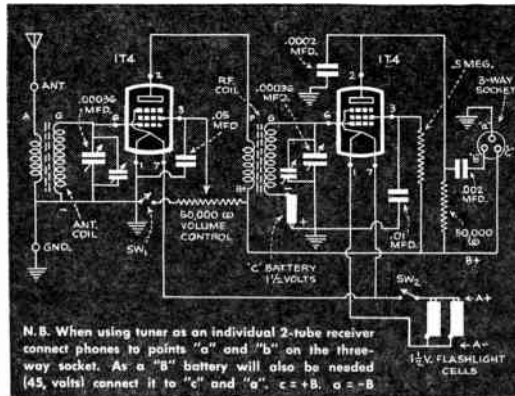 ANT.
1T4
2
.00036 MFD.
A
G
6
3
.05 MFD
1
7
ANT. COIL
GND.
SW₁
50,000 ω VOLUME CONTROL
R.F. COIL
P
G
B+
.00036 MFD.
.0002 MFD.
1T4
2
6
3
1
7
.5 MEG.
3-WAY SOCKET
a
b
c
.002 MFD.
50,000 ω
.01 MFD.
"C" BATTERY 1½ VOLTS
- +
B+
SW₂
A+
A-
1½ V. FLASHLIGHT CELLS
N.B. When using tuner as an individual 2-tube receiver
connect phones to points "a" and "b" on the three-
way socket. As a "B" battery will also be needed
(45, volts) connect it to "c" and "a". c = +B. a = -B